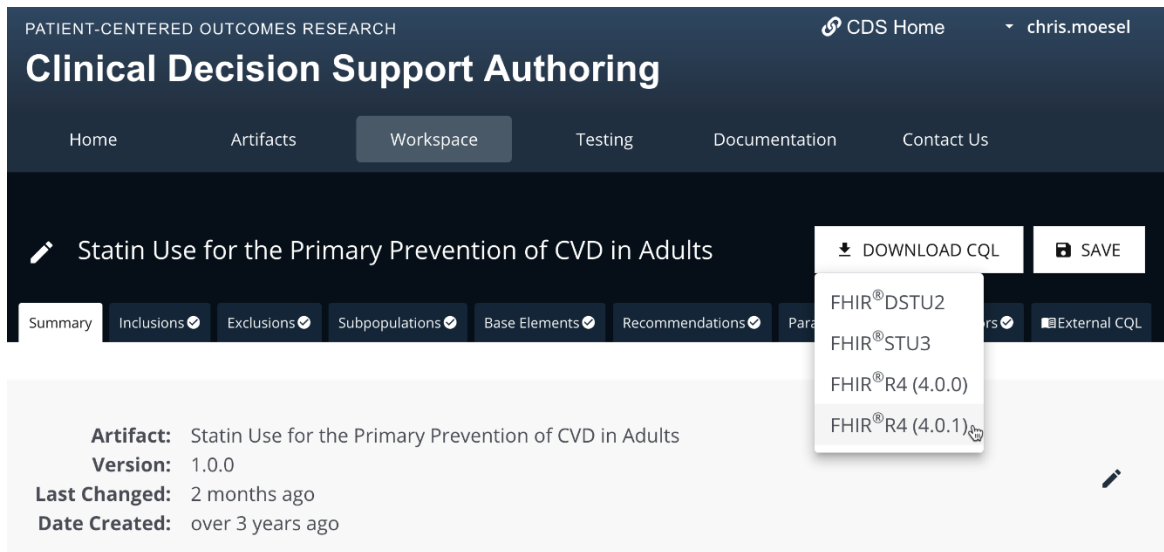 PATIENT-CENTERED OUTCOMES RESEARCH
CDS Home
chris.moesel
Clinical Decision Support Authoring
Home Artifacts Workspace Testing Documentation Contact Us
Statin Use for the Primary Prevention of CVD in Adults
DOWNLOAD CQL
SAVE
Summary Inclusions Exclusions Subpopulations Base Elements Recommendations Para rs External CQL
FHIR®DSTU2
FHIR®STU3
FHIR®R4 (4.0.0)
FHIR®R4 (4.0.1)
Artifact: Statin Use for the Primary Prevention of CVD in Adults
Version: 1.0.0
Last Changed: 2 months ago
Date Created: over 3 years ago